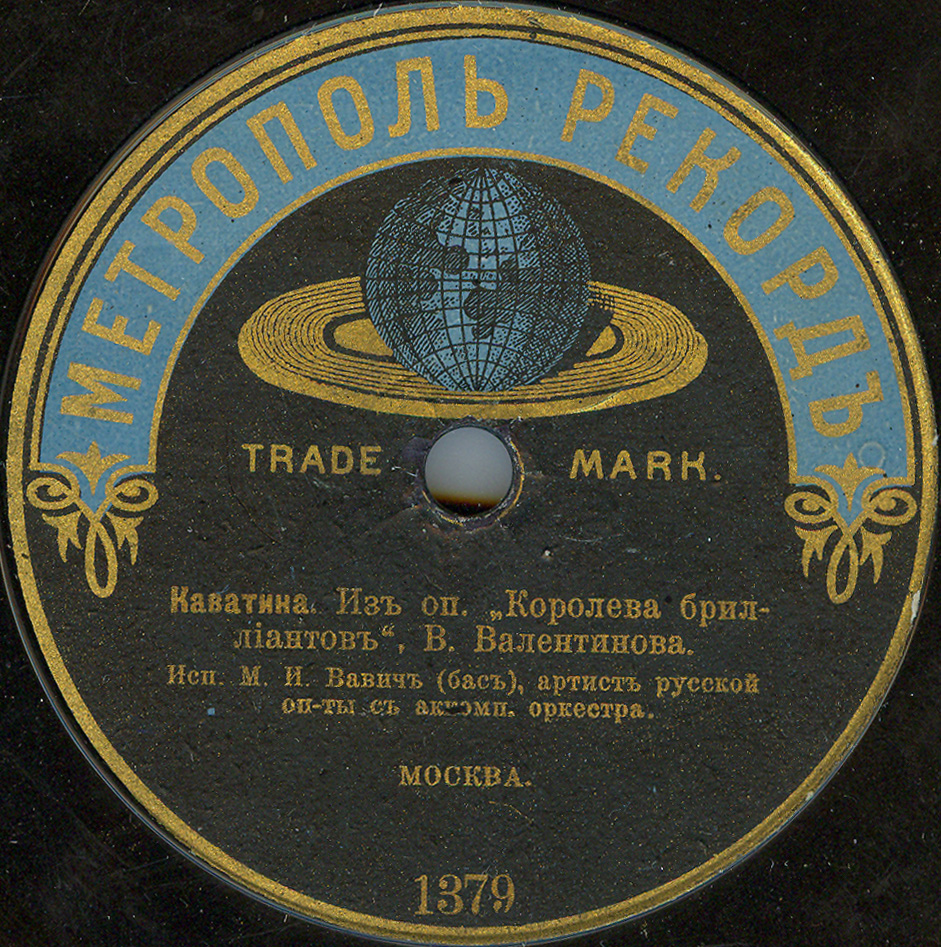 МЕТРОПОЛЬ РЕКОРДЪ
TRADE MARK.
Каватина. Изъ оп. „Королева брил-
лiантовъ“, В. Валентинова.
Исп. М. И. Вавичъ (басъ), артистъ русской
оп-ты съ аккомп. оркестра.
МОСКВА.
1379